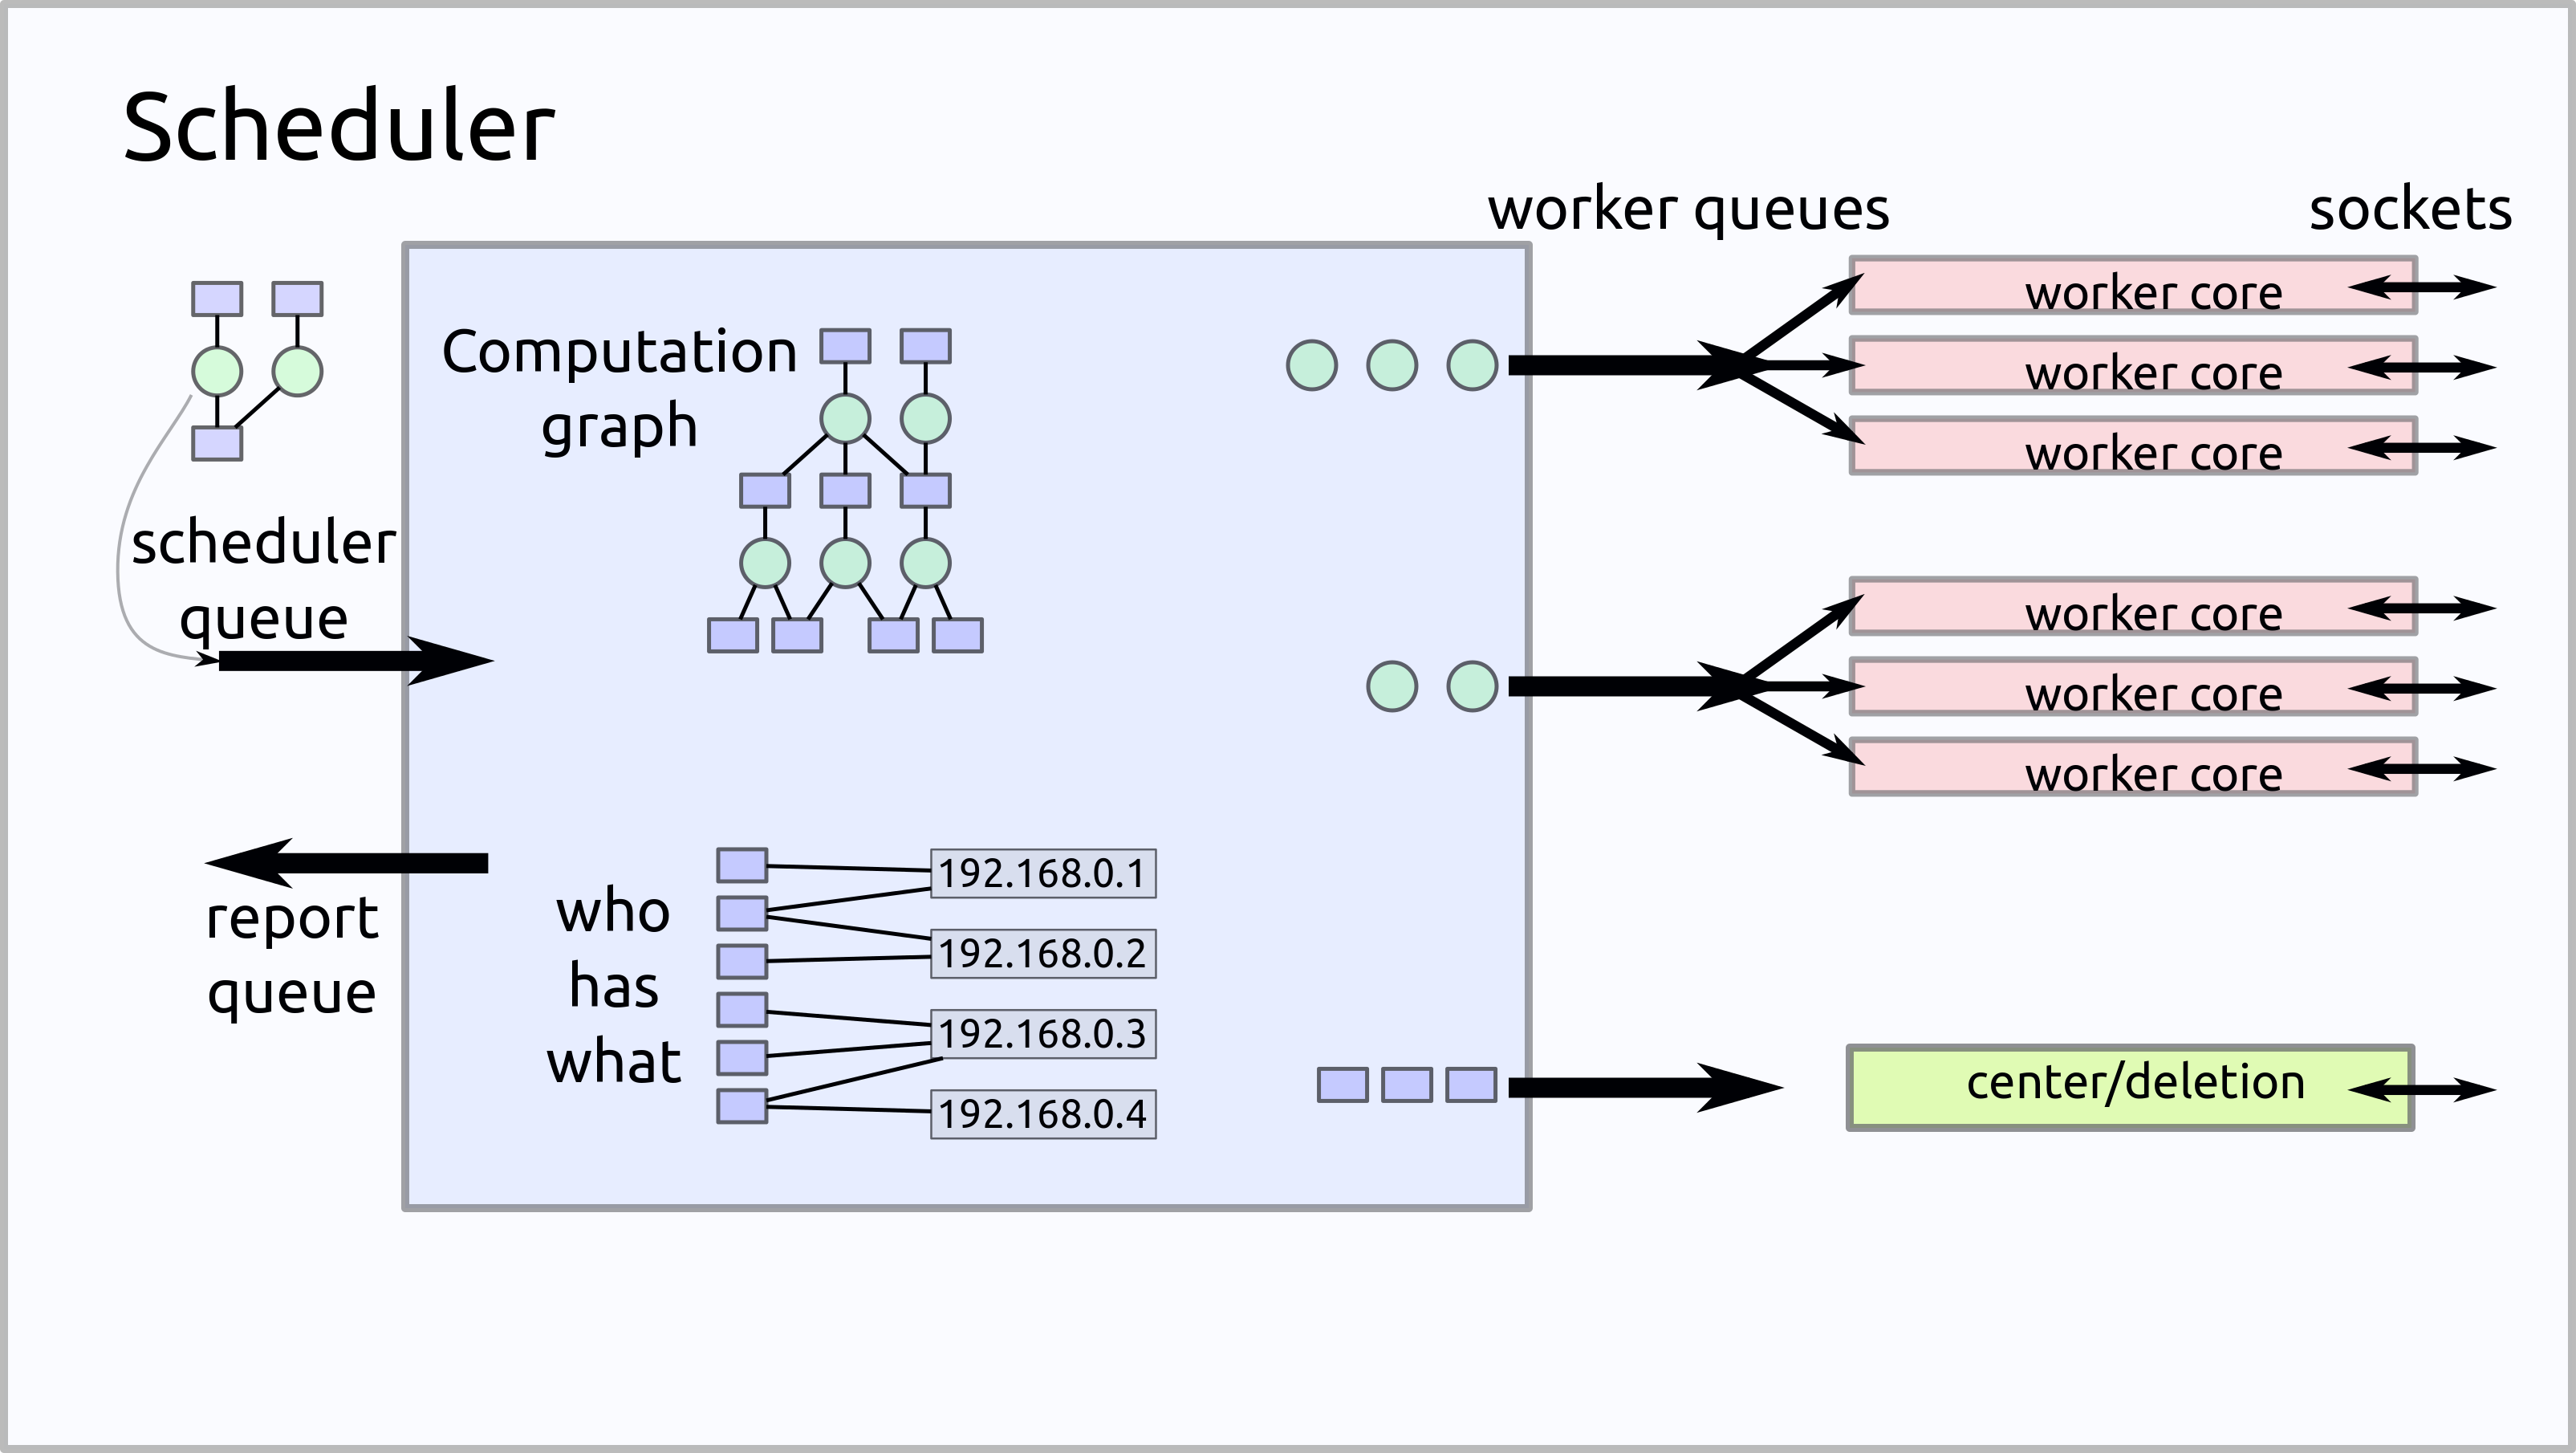 Scheduler
worker queues
sockets
Computation
graph
scheduler
queue
report
queue
who
has
what
192.168.0.1
192.168.0.2
192.168.0.3
192.168.0.4
worker core
worker core
worker core
worker core
worker core
worker core
center/deletion